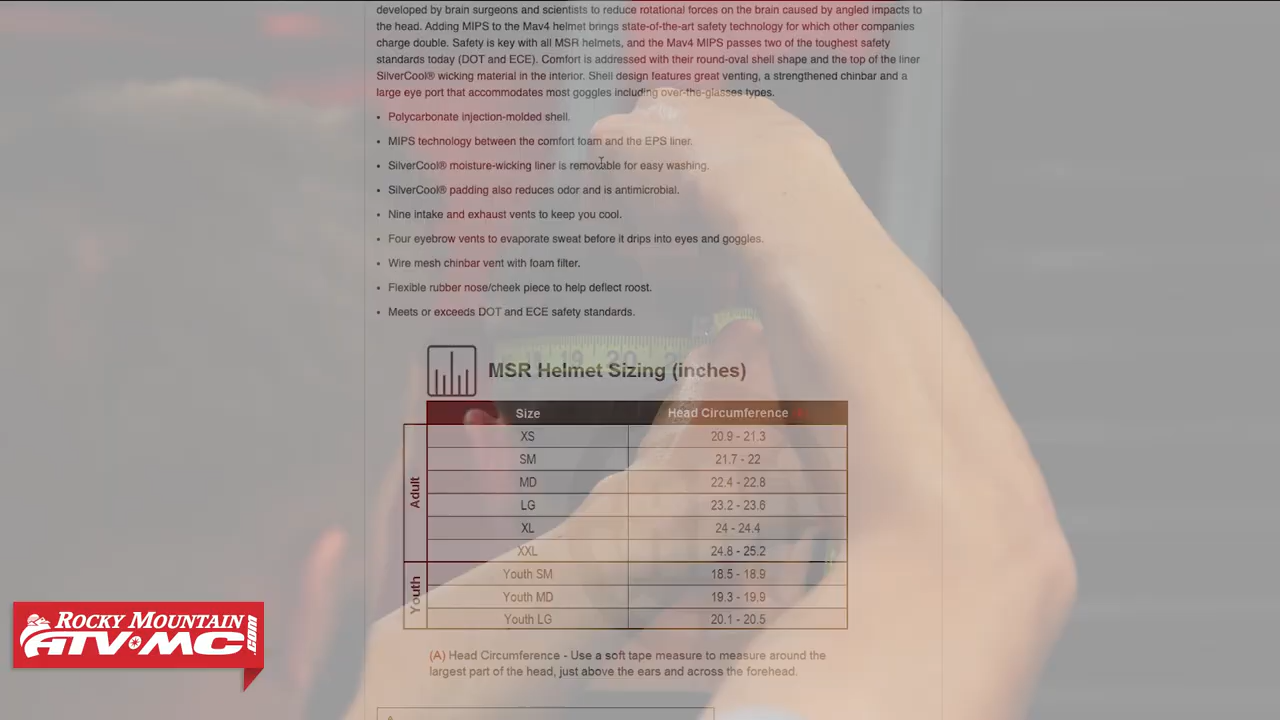 developed by brain surgeons and scientists to reduce rotational forces on the brain caused by angled impacts to
the head. Adding MIPS to the Mav4 helmet brings state-of-the-art safety technology for which other companies
charge double. Safety is key with all MSR helmets, and the Mav4 MIPS passes two of the toughest safety
standards today (DOT and ECE). Comfort is addressed with their round-oval shell shape and the top of the liner
SilverCool® wicking material in the interior. Shell design features great venting, a strengthened chinbar and a
large eye port that accommodates most goggles including over-the-glasses types.
• Polycarbonate injection-molded shell.
• MIPS technology between the comfort foam and the EPS liner.
• SilverCool® moisture-wicking liner is removable for easy washing.
• SilverCool® padding also reduces odor and is antimicrobial.
• Nine intake and exhaust vents to keep you cool.
• Four eyebrow vents to evaporate sweat before it drips into eyes and goggles.
• Wire mesh chinbar vent with foam filter.
• Flexible rubber nose/cheek piece to help deflect roost.
• Meets or exceeds DOT and ECE safety standards.
18 19 20 2
MSR Helmet Sizing (inches)
Size Head Circumference
Adult
XS 20.9 - 21.3
SM 21.7 - 22
MD 22.4 - 22.8
LG 23.2 - 23.6
XL 24 - 24.4
XXL 24.8 - 25.2
Youth
Youth SM 18.5 - 18.9
Youth MD 19.3 - 19.9
Youth LG 20.1 - 20.5
(A) Head Circumference - Use a soft tape measure to measure around the
largest part of the head, just above the ears and across the forehead.
ROCKY MOUNTAIN
ATV MC .COM